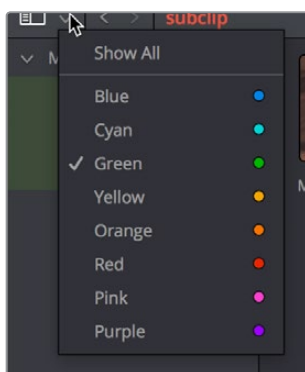 subclip
Show All
Blue
Cyan
Green
Yellow
Orange
Red
Pink
Purple